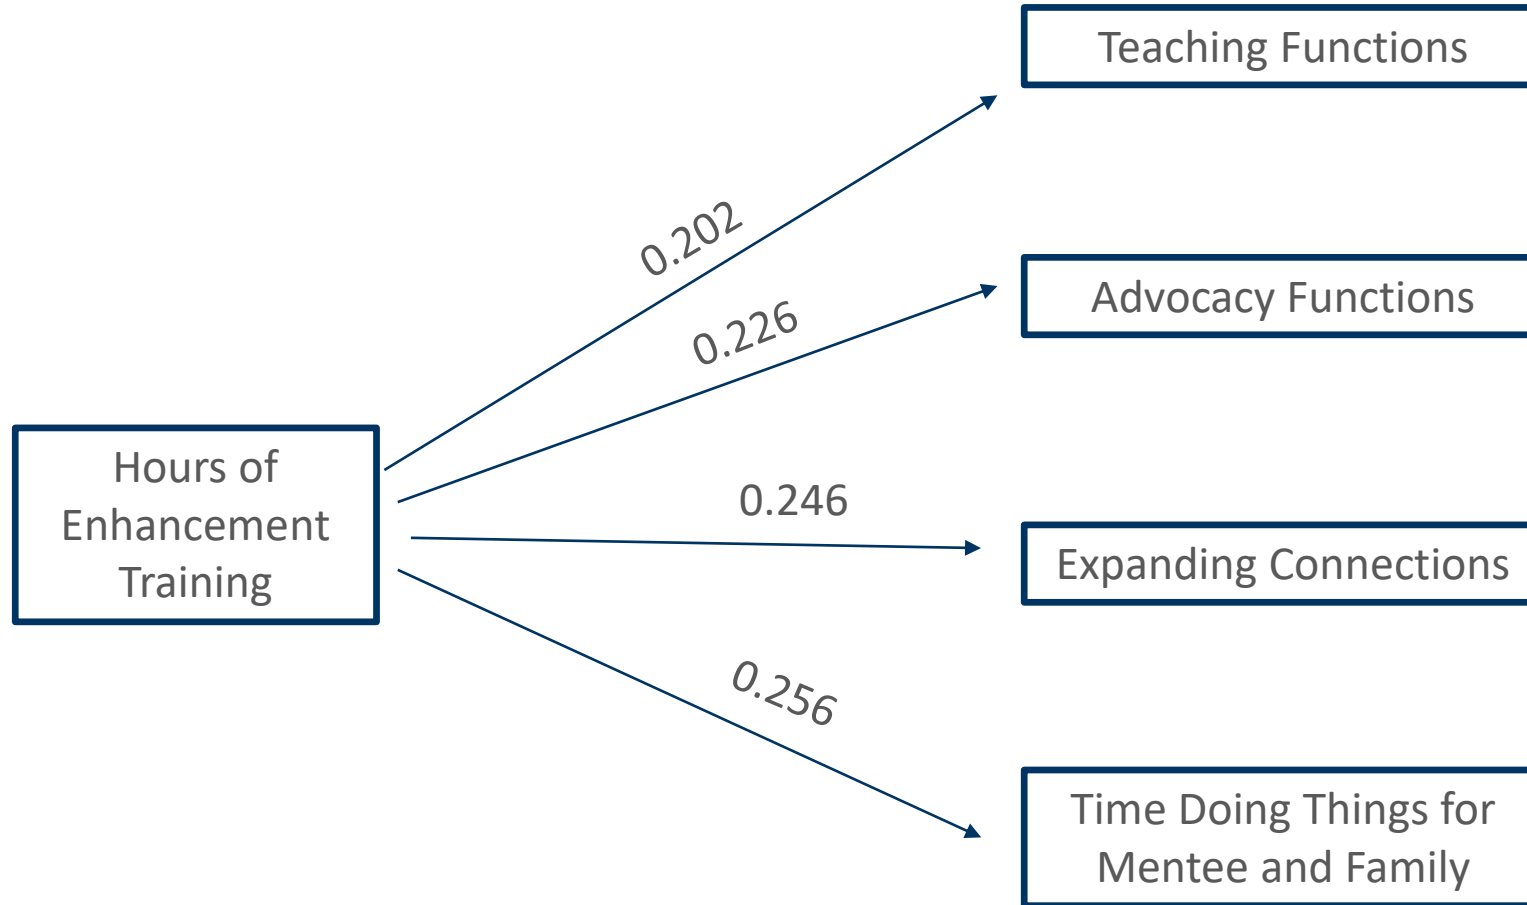 Teaching Functions
0.202
Advocacy Functions
0.226
Hours of
Enhancement
Training
0.246
Expanding Connections
0.256
Time Doing Things for
Mentee and Family